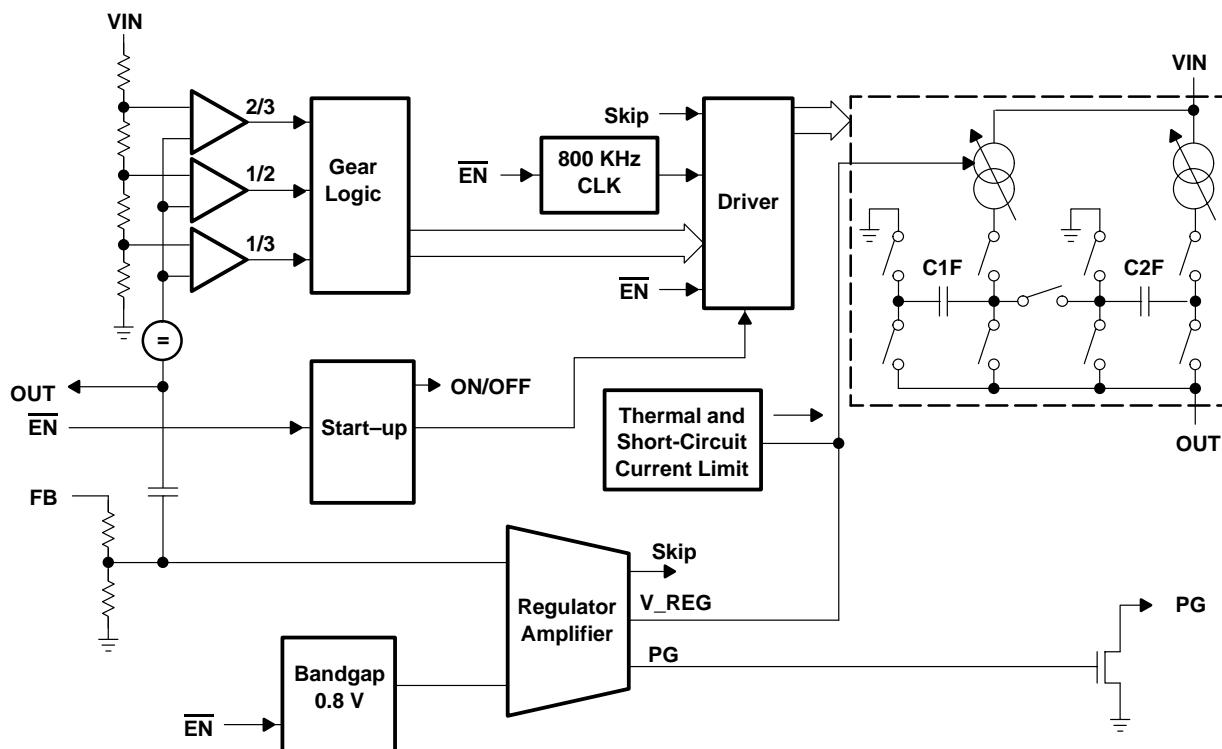 VIN
2/3
1/2
1/3
Gear
Logic
Skip
EN
800 KHz
CLK
EN
Driver
VIN
C1F
C2F
OUT
=
OUT
EN
Start–up
ON/OFF
Thermal and
Short-Circuit
Current Limit
FB
Regulator
Amplifier
Skip
V_REG
PG
PG
Bandgap
0.8 V
EN